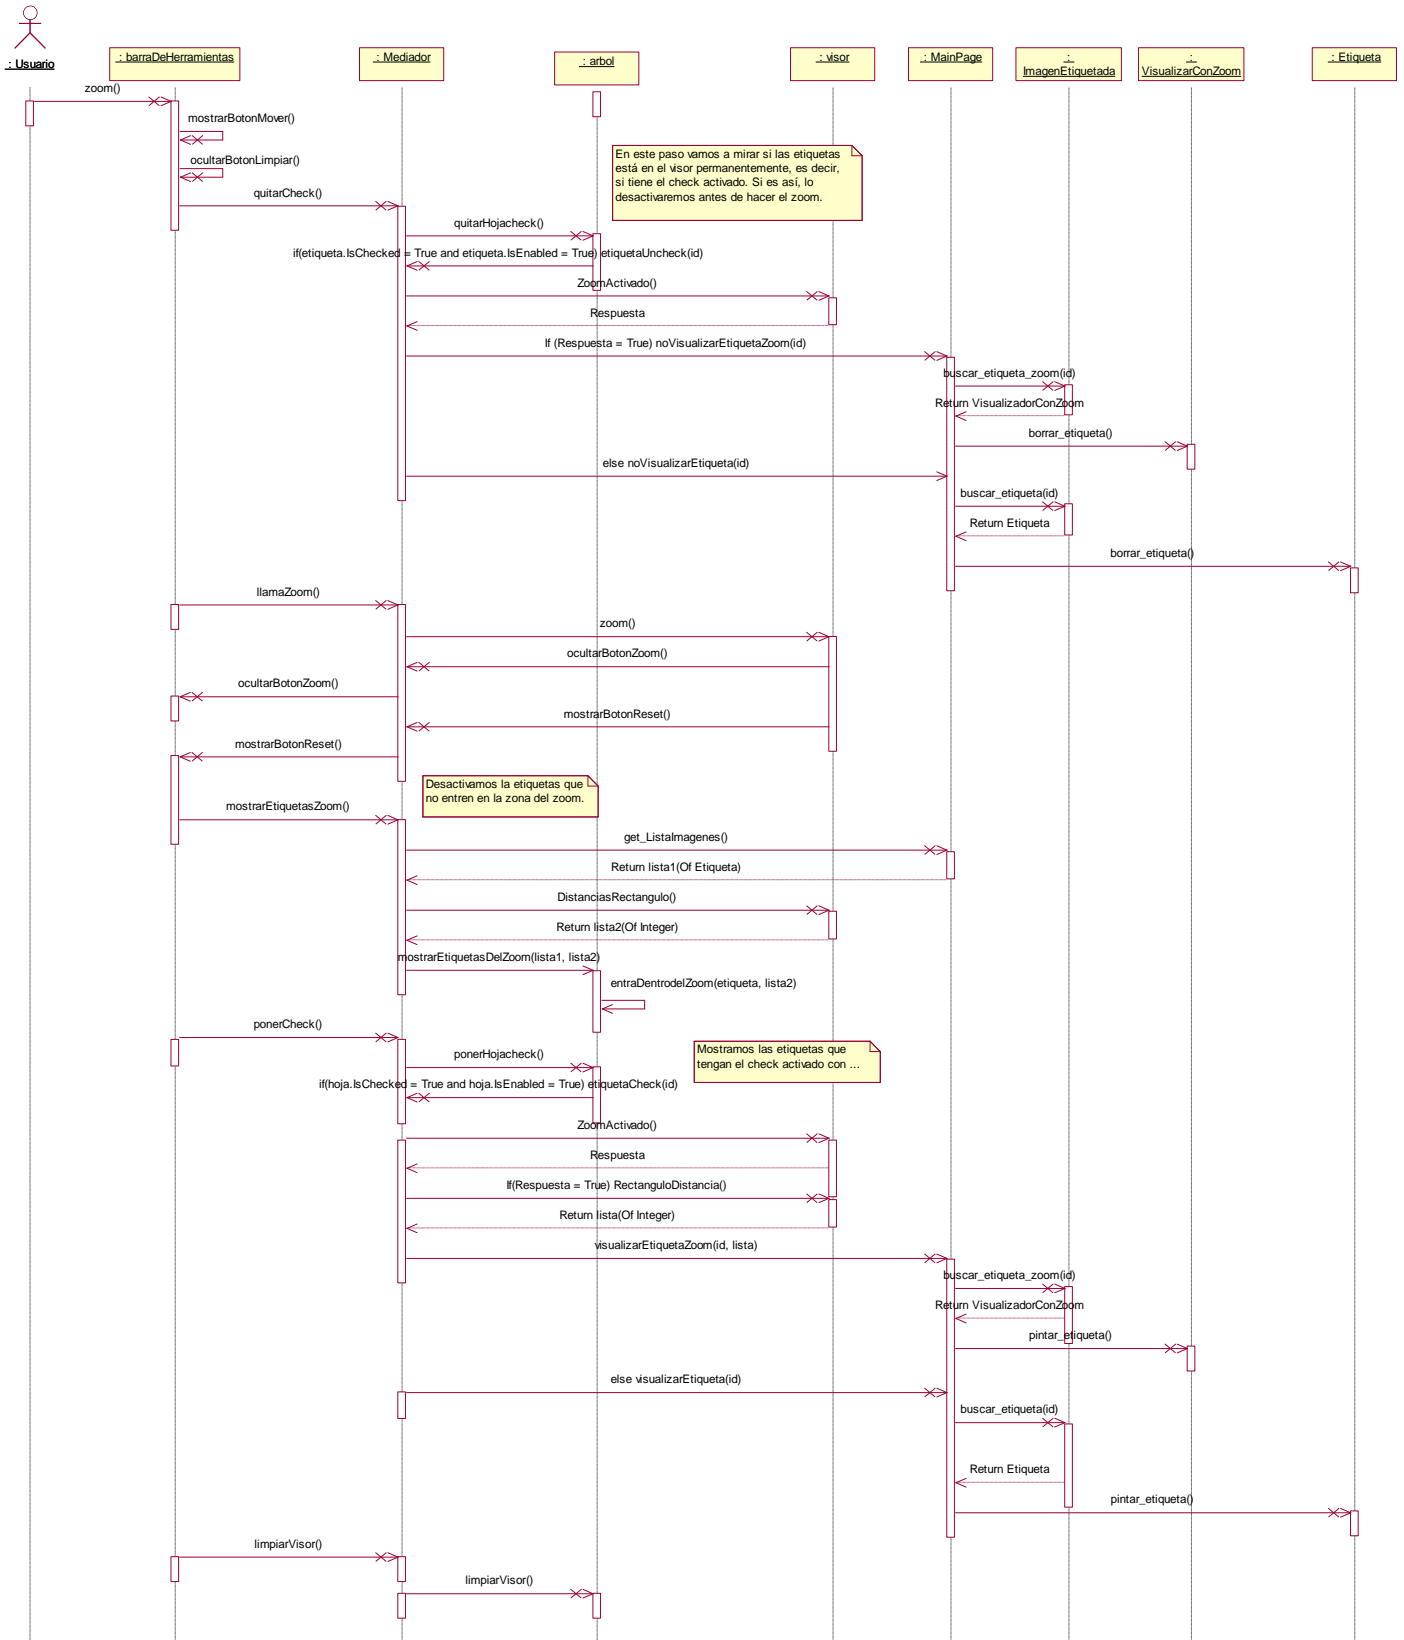 : Usuario
: barraDeHerramientas
: Mediador
: arbol
: visor
: MainPage
:
ImagenEtiquetada
:
VisualizarConZoom
: Etiqueta
zoom()
mostrarBotonMover()
ocultarBotonLimpiar()
En este paso vamos a mirar si las etiquetas
está en el visor permanentemente, es decir,
si tiene el check activado. Si es así, lo
desactivaremos antes de hacer el zoom.
quitarCheck()
quitarHojacheck()
if(etiqueta.IsChecked = True and etiqueta.IsEnabled = True) etiquetaUncheck(id)
ZoomActivado()
Respuesta
If (Respuesta = True) noVisualizarEtiquetaZoom(id)
buscar_etiqueta_zoom(id)
Return VisualizadorConZoom
borrar_etiqueta()
else noVisualizarEtiqueta(id)
buscar_etiqueta(id)
Return Etiqueta
borrar_etiqueta()
llamaZoom()
zoom()
ocultarBotonZoom()
ocultarBotonZoom()
mostrarBotonReset()
mostrarBotonReset()
Desactivamos la etiquetas que
no entren en la zona del zoom.
mostrarEtiquetasZoom()
get_ListaImagenes()
Return lista1(Of Etiqueta)
DistanciasRectangulo()
Return lista2(Of Integer)
mostrarEtiquetasDelZoom(lista1, lista2)
entraDentrodelZoom(etiqueta, lista2)
ponerCheck()
ponerHojacheck()
Mostramos las etiquetas que
tengan el check activado con ...
if(hoja.IsChecked = True and hoja.IsEnabled = True) etiquetaCheck(id)
ZoomActivado()
Respuesta
If(Respuesta = True) RectanguloDistancia()
Return lista(Of Integer)
visualizarEtiquetaZoom(id, lista)
buscar_etiqueta_zoom(id)
Return VisualizadorConZoom
pintar_etiqueta()
else visualizarEtiqueta(id)
buscar_etiqueta(id)
Return Etiqueta
pintar_etiqueta()
limpiarVisor()
limpiarVisor()